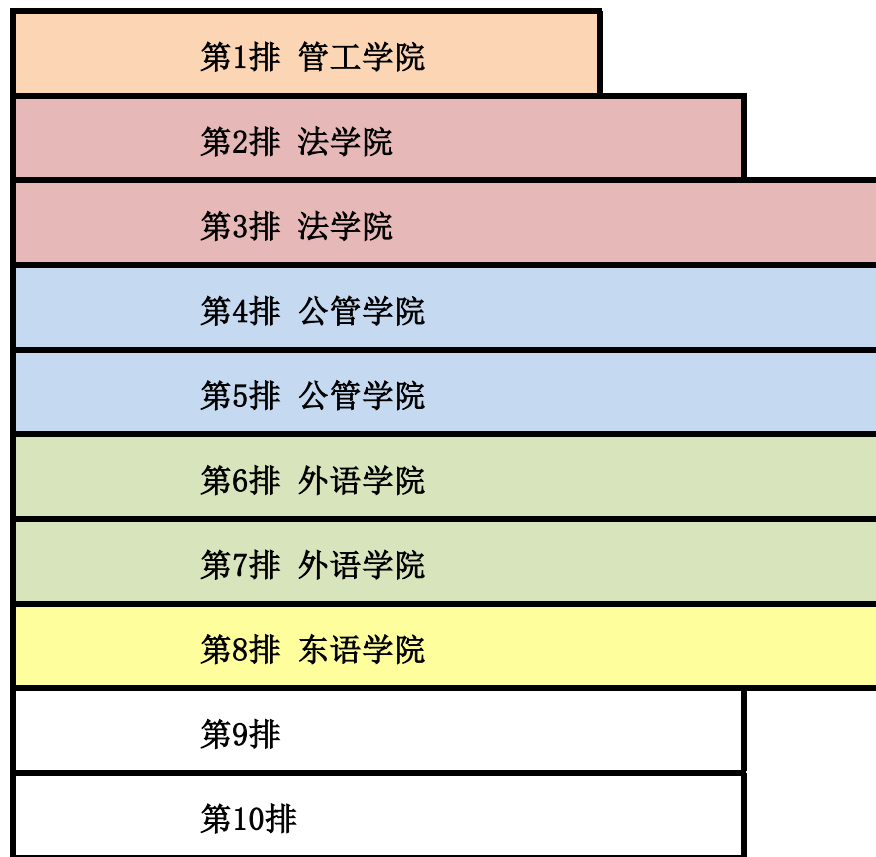 第1排 管工学院
第2排 法学院
第3排 法学院
第4排 公管学院
第5排 公管学院
第6排 外语学院
第7排 外语学院
第8排 东语学院
第9排
第10排